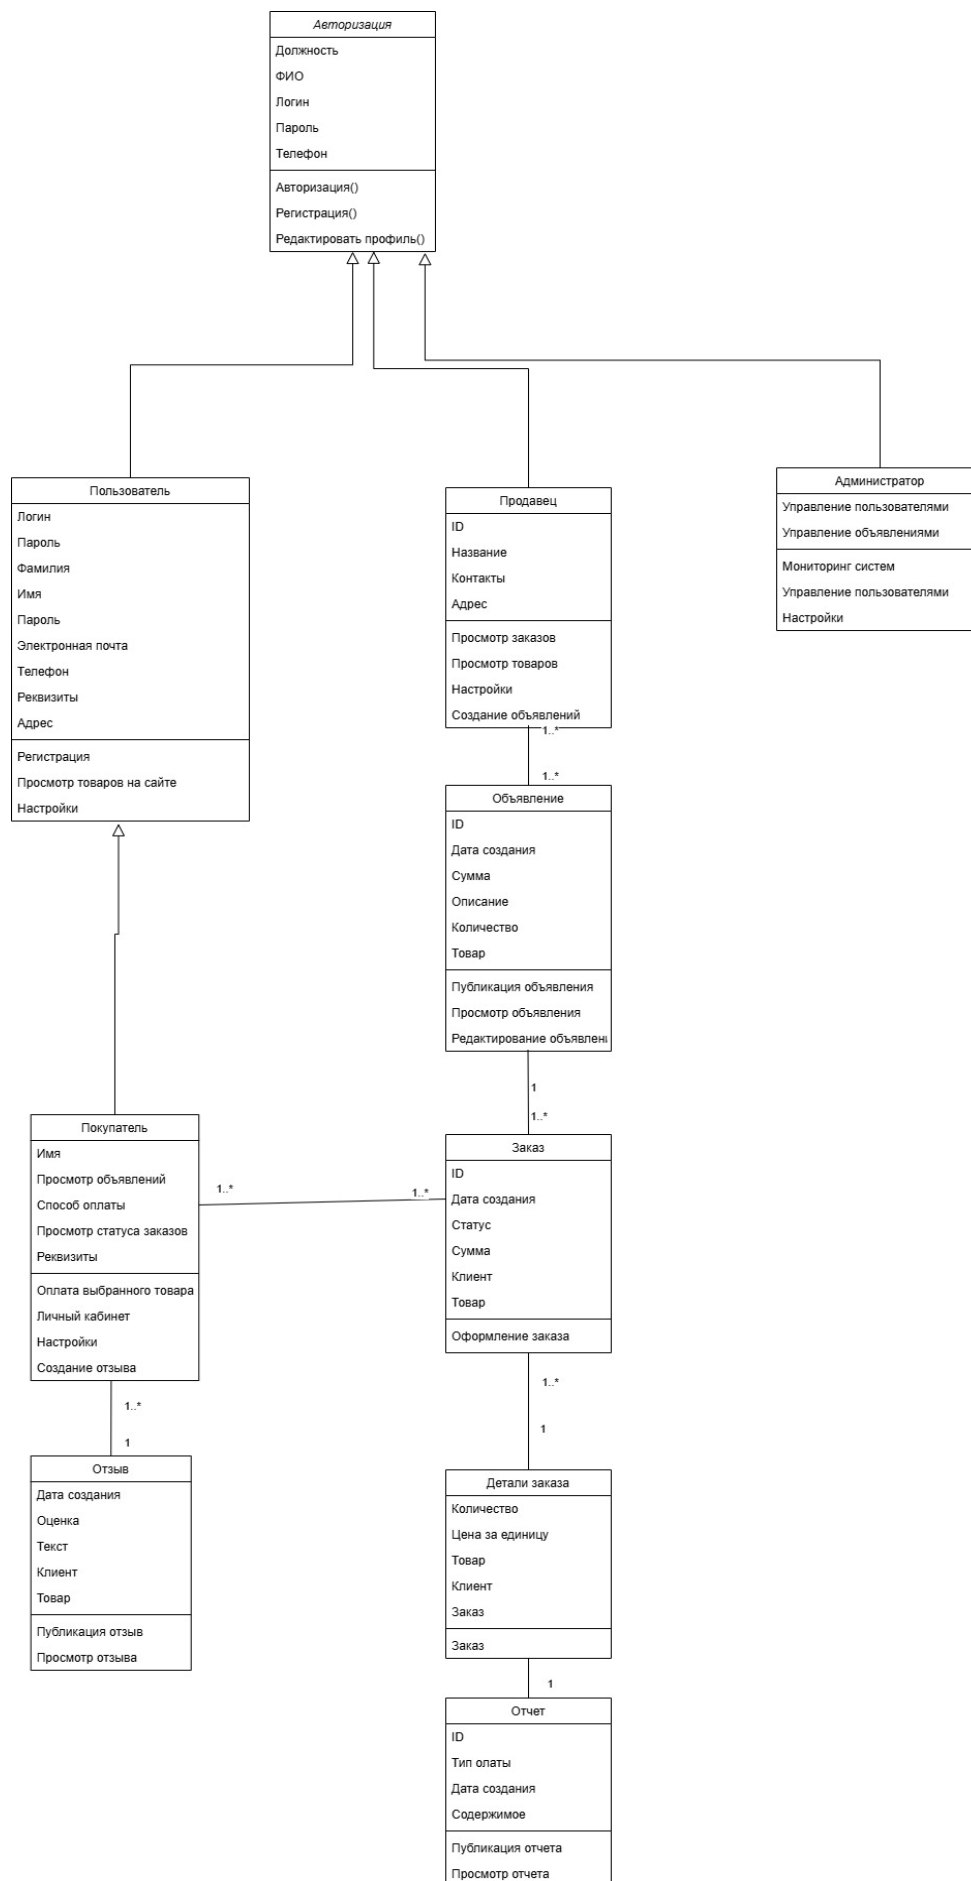 Авторизация
Должность
ФИО
Логин
Пароль
Телефон
Авторизация()
Регистрация()
Редактировать профиль()
Пользователь
Логин
Пароль
Фамилия
Имя
Пароль
Электронная почта
Телефон
Реквизиты
Адрес
Регистрация
Просмотр товаров на сайте
Настройки
Продавец
ID
Название
Контакты
Адрес
Просмотр заказов
Просмотр товаров
Настройки
Создание объявлений
1..*
1..*
Администратор
Управление пользователями
Управление объявлениями
Мониторинг систем
Управление пользователями
Настройки
Объявление
ID
Дата создания
Сумма
Описание
Количество
Товар
Публикация объявления
Просмотр объявления
Редактирование объявлени
1
1..*
Покупатель
Имя
Просмотр объявлений
Способ оплаты
Просмотр статуса заказов
Реквизиты
Оплата выбранного товара
Личный кабинет
Настройки
Создание отзыва
1..*
1..*
Заказ
ID
Дата создания
Статус
Сумма
Клиент
Товар
Оформление заказа
1..*
1
1..*
1
Отзыв
Дата создания
Оценка
Текст
Клиент
Товар
Публикация отзыв
Просмотр отзыва
Детали заказа
Количество
Цена за единицу
Товар
Клиент
Заказ
Заказ
1
Отчет
ID
Тип олаты
Дата создания
Содержимое
Публикация отчета
Просмотр отчета